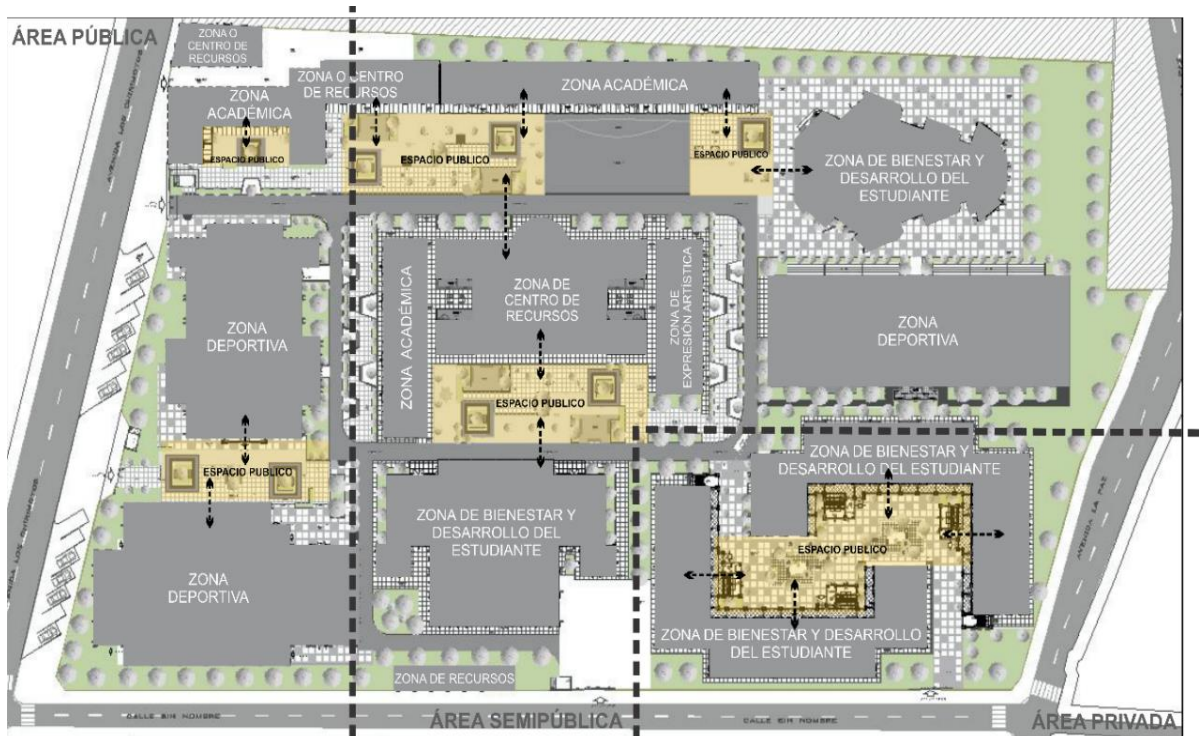 ÁREA PÚBLICA
ZONA O
CENTRO DE
RECURSOS
ZONA
ACADÉMICA
ZONA O CENTRO
DE RECURSOS
ZONA ACADÉMICA
ESPACIO PUBLICO
ESPACIO PUBLICO
ESPACIO PUBLICO
ZONA DE BIENESTAR Y
DESARROLLO DEL
ESTUDIANTE
ZONA
DEPORTIVA
ZONA ACADÉMICA
ZONA DE
CENTRO DE
RECURSOS
ZONA DE
EXPRESIÓN ARTÍSTICA
ZONA
DEPORTIVA
ESPACIO PUBLICO
ESPACIO PUBLICO
ZONA DE BIENESTAR Y
DESARROLLO DEL ESTUDIANTE
ZONA DE BIENESTAR Y
DESARROLLO DEL
ESTUDIANTE
ESPACIO PUBLICO
ZONA
DEPORTIVA
ZONA DE BIENESTAR Y DESARROLLO
DEL ESTUDIANTE
ZONA DE RECURSOS
AVENIDA LA PAZ
CALLE SIN NOMBRE
ÁREA SEMIPÚBLICA
CALLE SIN NOMBRE
ÁREA PRIVADA